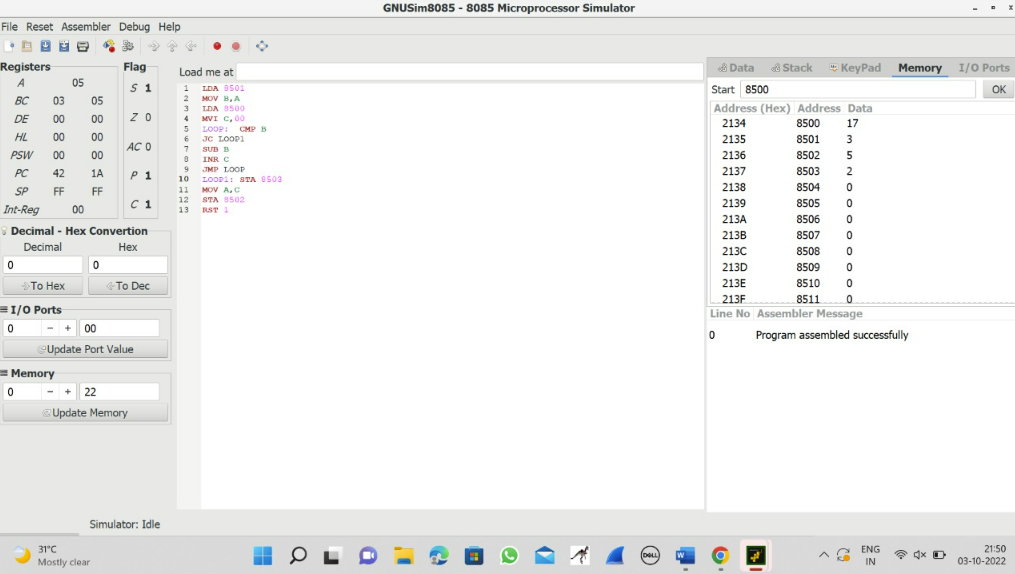 GNUSim8085 - 8085 Microprocessor Simulator
File Reset Assembler Debug Help
Registers
A 05
BC 03 05
DE 00 00
HL 00 00
PSW 00 00
PC 42 1A
SP FF FF
Int-Reg 00
Flag
S 1
Z 0
AC 0
P 1
C 1
Decimal - Hex Convertion
Decimal Hex
0 0
To Hex To Dec
I/O Ports
0 - + 00
Update Port Value
Memory
0 - + 22
Update Memory
Simulator: Idle
Load me at
1 LDA 8501
2 MOV B,A
3 LDA 8500
4 MVI C,00
5 LOOP: CMP B
6 JC LOOP1
7 SUB B
8 INR C
9 JMP LOOP
10 LOOP1: STA 8503
11 MOV A,C
12 STA 8502
13 RST 1
Data Stack KeyPad Memory I/O Ports
Start 8500 OK
Address (Hex) Address Data
2134 8500 17
2135 8501 3
2136 8502 5
2137 8503 2
2138 8504 0
2139 8505 0
213A 8506 0
213B 8507 0
213C 8508 0
213D 8509 0
213E 8510 0
213F 8511 0
Line No Assembler Message
0 Program assembled successfully
31°C
Mostly clear
DELL
W
ENG
IN
21:50
03-10-2022